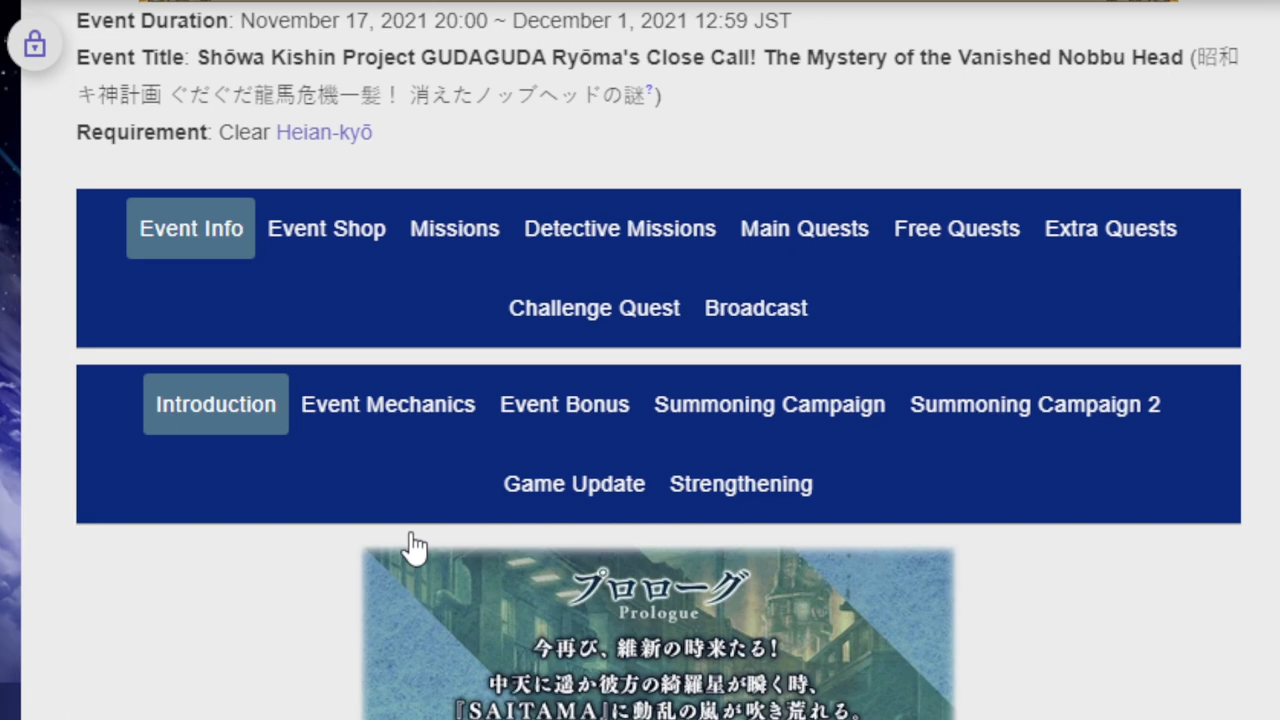 Event Duration: November 17, 2021 20:00 ~ December 1, 2021 12:59 JST
Event Title: Shōwa Kishin Project GUDAGUDA Ryōma's Close Call! The Mystery of the Vanished Nobbu Head (昭和
キ神計画 ぐだぐだ龍馬危機一髪！ 消えたノッブヘッドの謎?)
Requirement: Clear Heian-kyō
Event Info Event Shop Missions Detective Missions Main Quests Free Quests Extra Quests
Challenge Quest Broadcast
Introduction Event Mechanics Event Bonus Summoning Campaign Summoning Campaign 2
Game Update Strengthening
プロローグ
Prologue
今再び、維新の時来たる！
中天に遥か彼方の綺羅星が瞬く時、
『SAITAMA』に動乱の嵐が吹き荒れる。